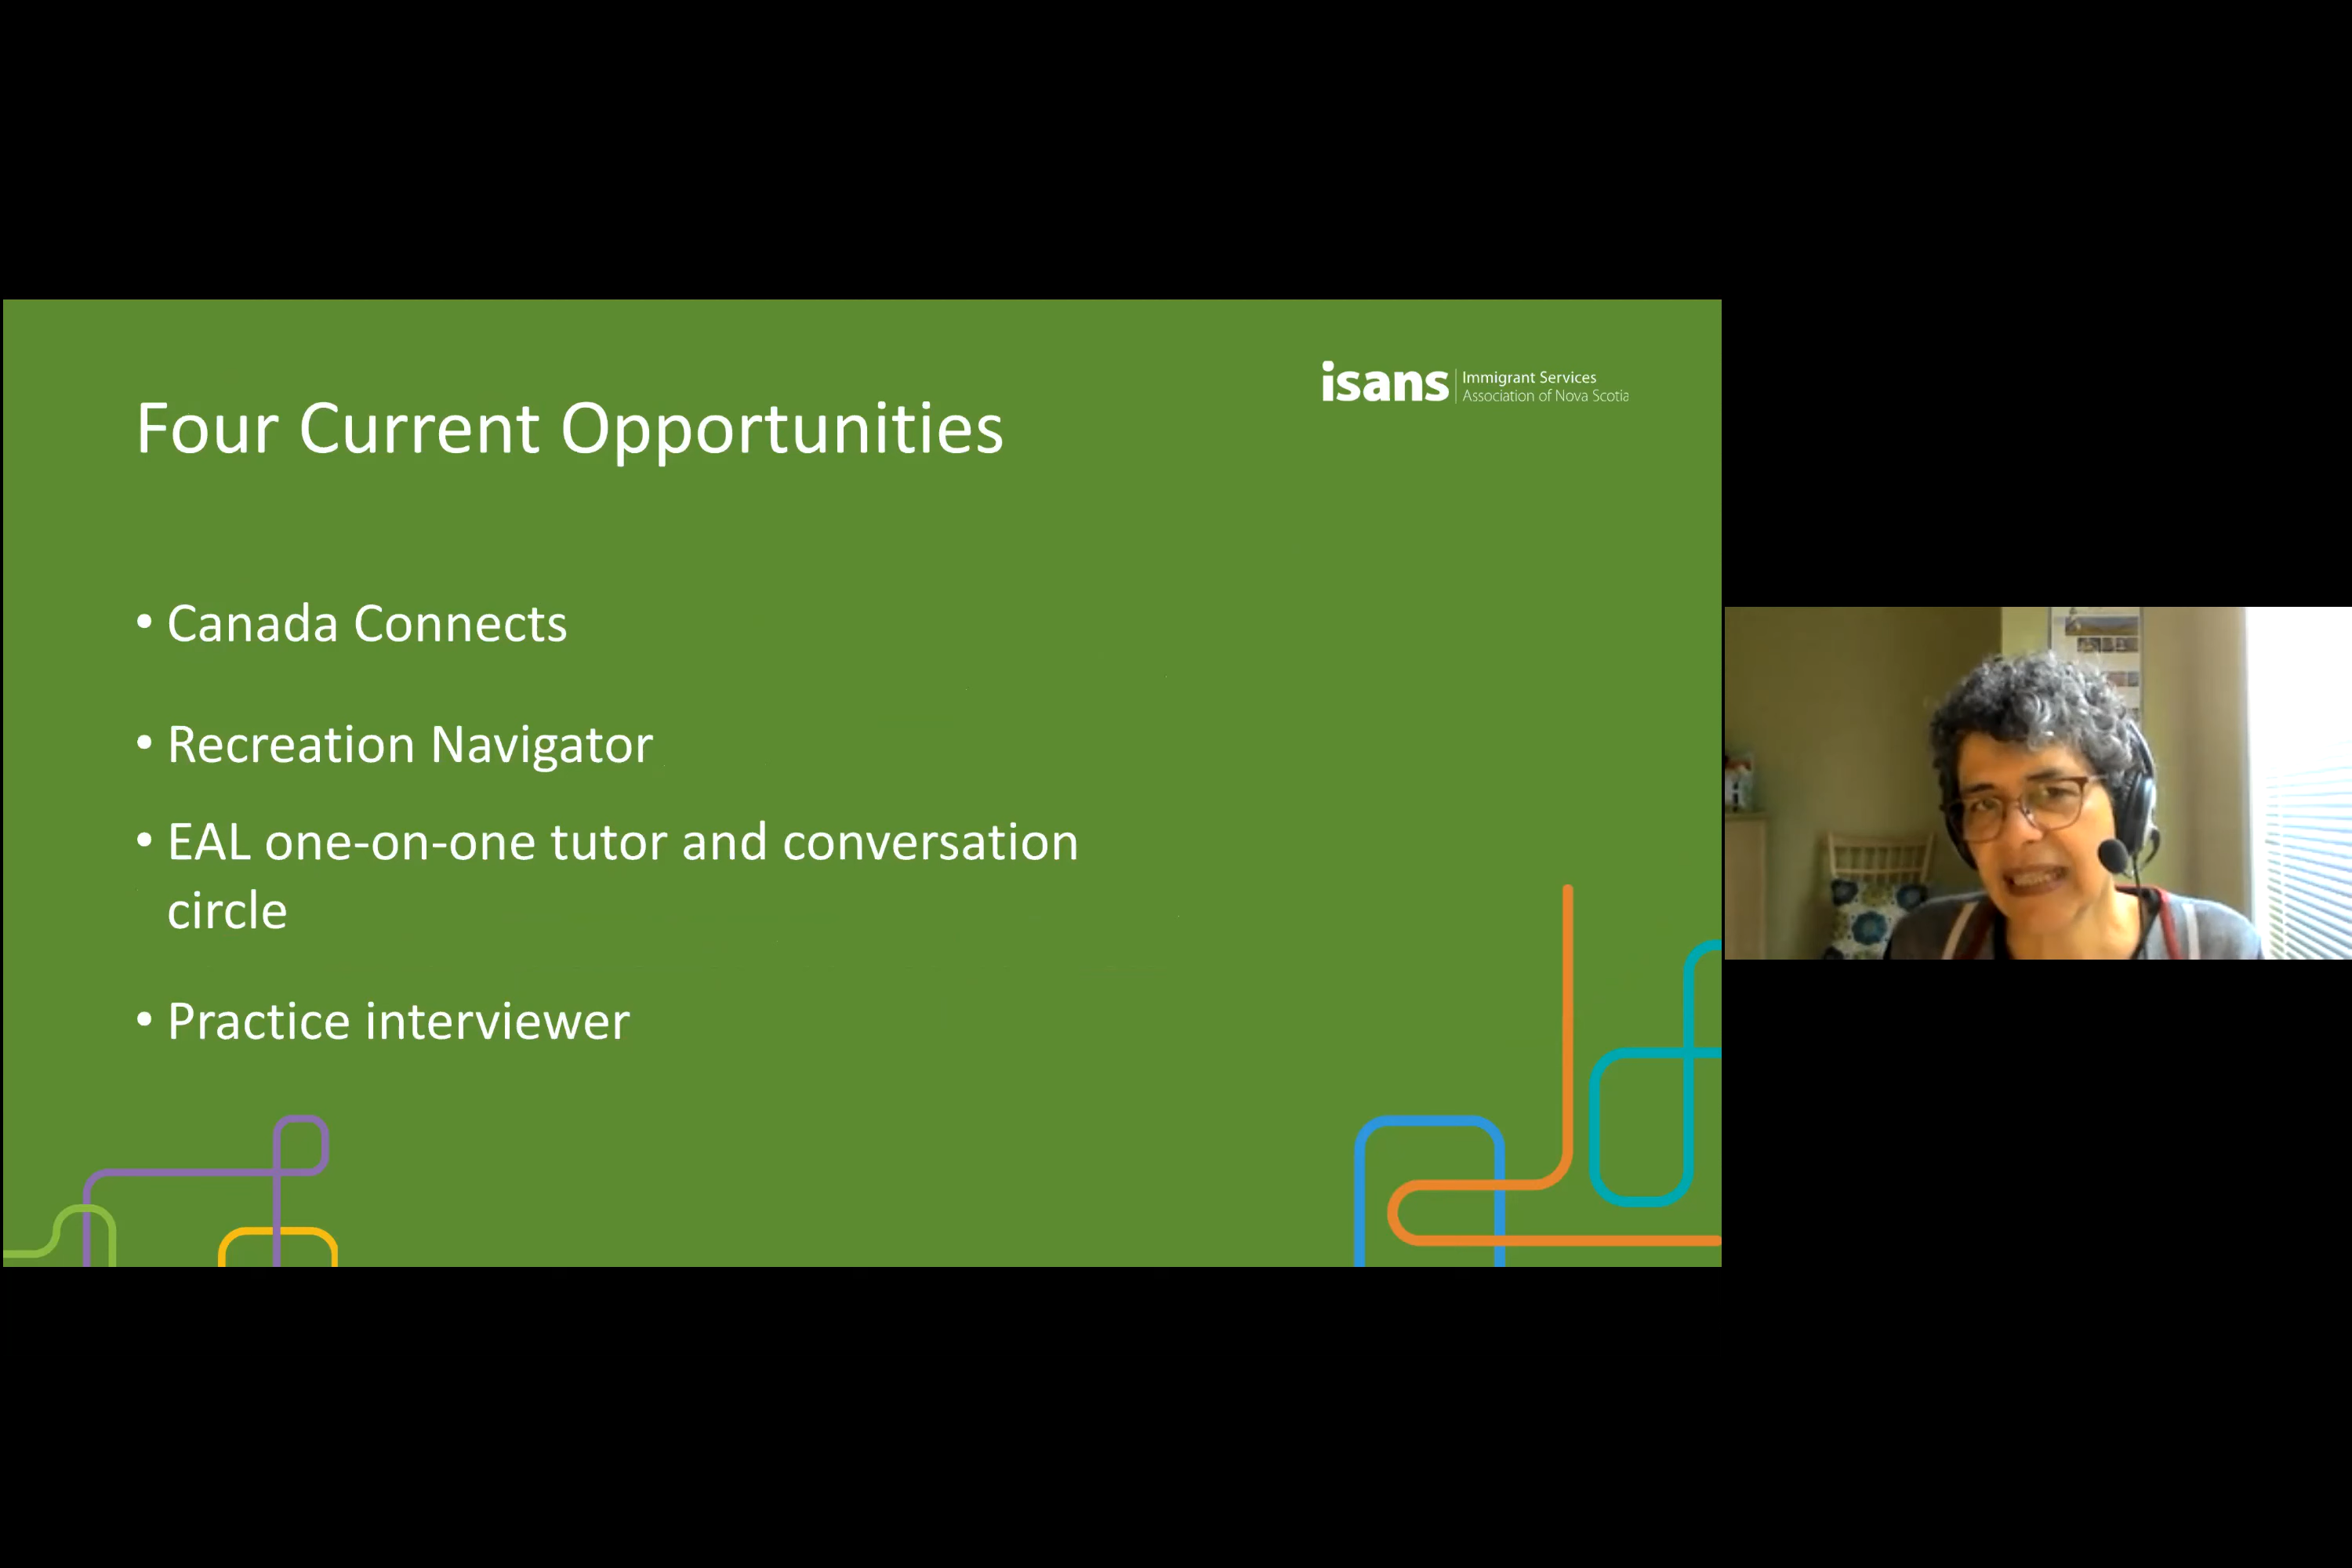 isans Immigrant Services
Association of Nova Scotia
Four Current Opportunities
• Canada Connects
• Recreation Navigator
• EAL one-on-one tutor and conversation
circle
• Practice interviewer